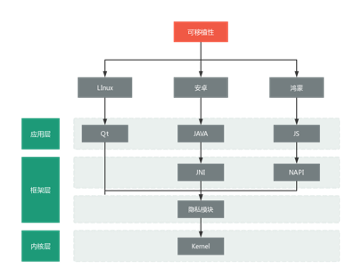 可移植性
Linux
安卓
鸿蒙
应用层
Qt
JAVA
JS
框架层
JNI
NAPI
隐私模块
内核层
Kernel